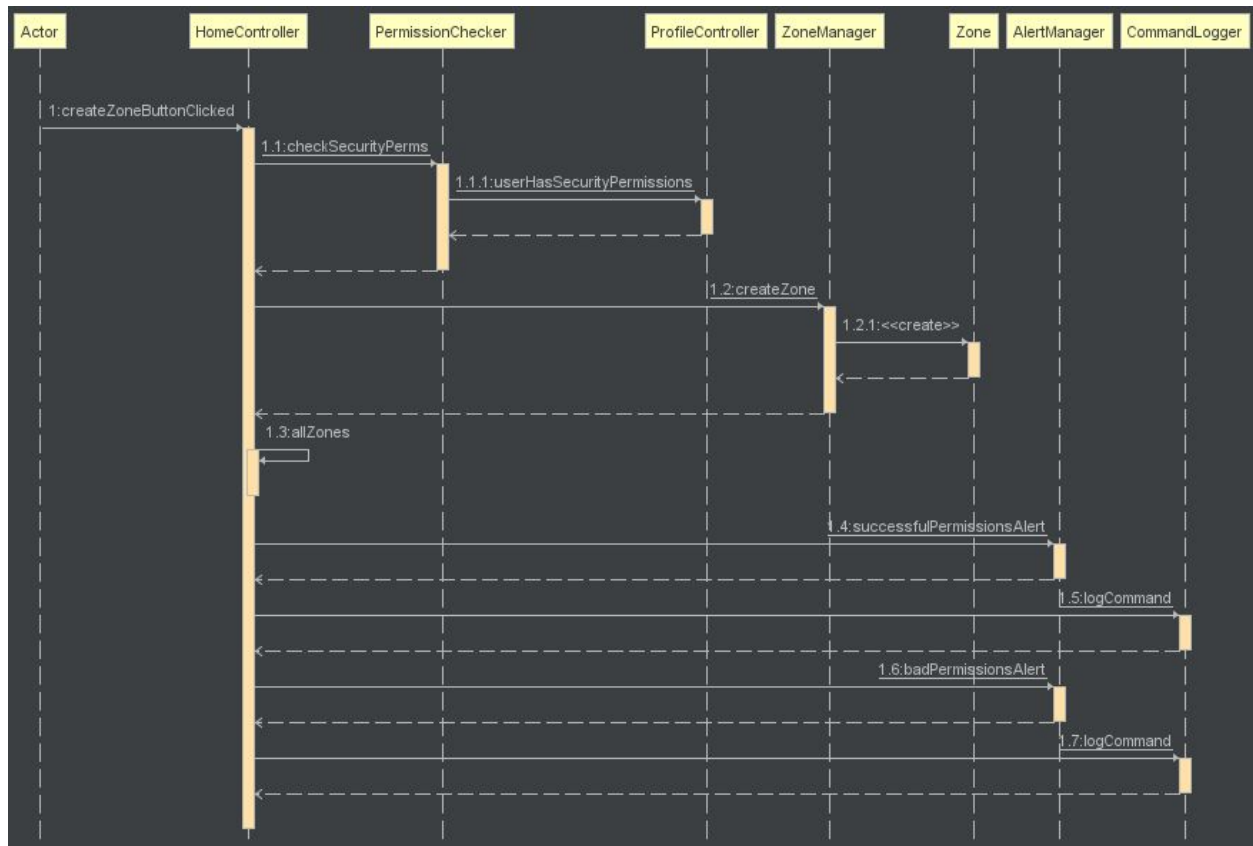 Actor
HomeController
PermissionChecker
ProfileController
ZoneManager
Zone
AlertManager
CommandLogger
1:createZoneButtonClicked
1.1:checkSecurityPerms
1.1.1:userHasSecurityPermissions
1.2:createZone
1.2.1:<<create>>
1.3:allZones
1.4:successfulPermissionsAlert
1.5:logCommand
1.6:badPermissionsAlert
1.7:logCommand